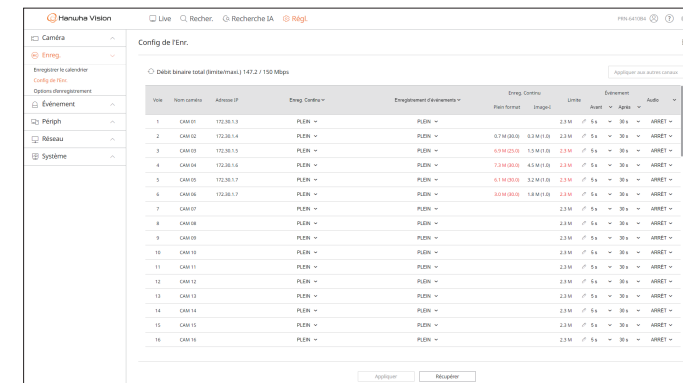 Hanwha Vision
Live Recher. Recherche IA Régl.
PRN-6410B4
Caméra
Enreg.
Enregistrer le calendrier
Config de l'Enr.
Options d'enregistrement
Événement
Périph
Réseau
Système
Config de l'Enr.
Débit binaire total (limite/maxi.) 147.2 / 150 Mbps
Appliquer aux autres canaux
Voie Nom caméra Adresse IP Enreg. Continu Enregistrement d'événements Enreg. Continu Limite Événement Audio
Plein format Image-I Avant Après
1 CAM 01 172.30.1.3 PLEIN PLEIN 2.3 M 5 s 30 s ARRÊT
2 CAM 02 172.30.1.4 PLEIN PLEIN 0.7 M (30.0) 0.3 M (1.0) 2.3 M 5 s 30 s ARRÊT
3 CAM 03 172.30.1.5 PLEIN PLEIN 6.9 M (25.0) 1.5 M (1.0) 2.3 M 5 s 30 s ARRÊT
4 CAM 04 172.30.1.6 PLEIN PLEIN 7.3 M (30.0) 4.5 M (1.0) 2.3 M 5 s 30 s ARRÊT
5 CAM 05 172.30.1.7 PLEIN PLEIN 6.1 M (30.0) 3.2 M (1.0) 2.3 M 5 s 30 s ARRÊT
6 CAM 06 172.30.1.7 PLEIN PLEIN 3.0 M (30.0) 1.8 M (1.0) 2.3 M 5 s 30 s ARRÊT
7 CAM 07 PLEIN PLEIN 2.3 M 5 s 30 s ARRÊT
8 CAM 08 PLEIN PLEIN 2.3 M 5 s 30 s ARRÊT
9 CAM 09 PLEIN PLEIN 2.3 M 5 s 30 s ARRÊT
10 CAM 10 PLEIN PLEIN 2.3 M 5 s 30 s ARRÊT
11 CAM 11 PLEIN PLEIN 2.3 M 5 s 30 s ARRÊT
12 CAM 12 PLEIN PLEIN 2.3 M 5 s 30 s ARRÊT
13 CAM 13 PLEIN PLEIN 2.3 M 5 s 30 s ARRÊT
14 CAM 14 PLEIN PLEIN 2.3 M 5 s 30 s ARRÊT
15 CAM 15 PLEIN PLEIN 2.3 M 5 s 30 s ARRÊT
16 CAM 16 PLEIN PLEIN 2.3 M 5 s 30 s ARRÊT
Appliquer Récupérer